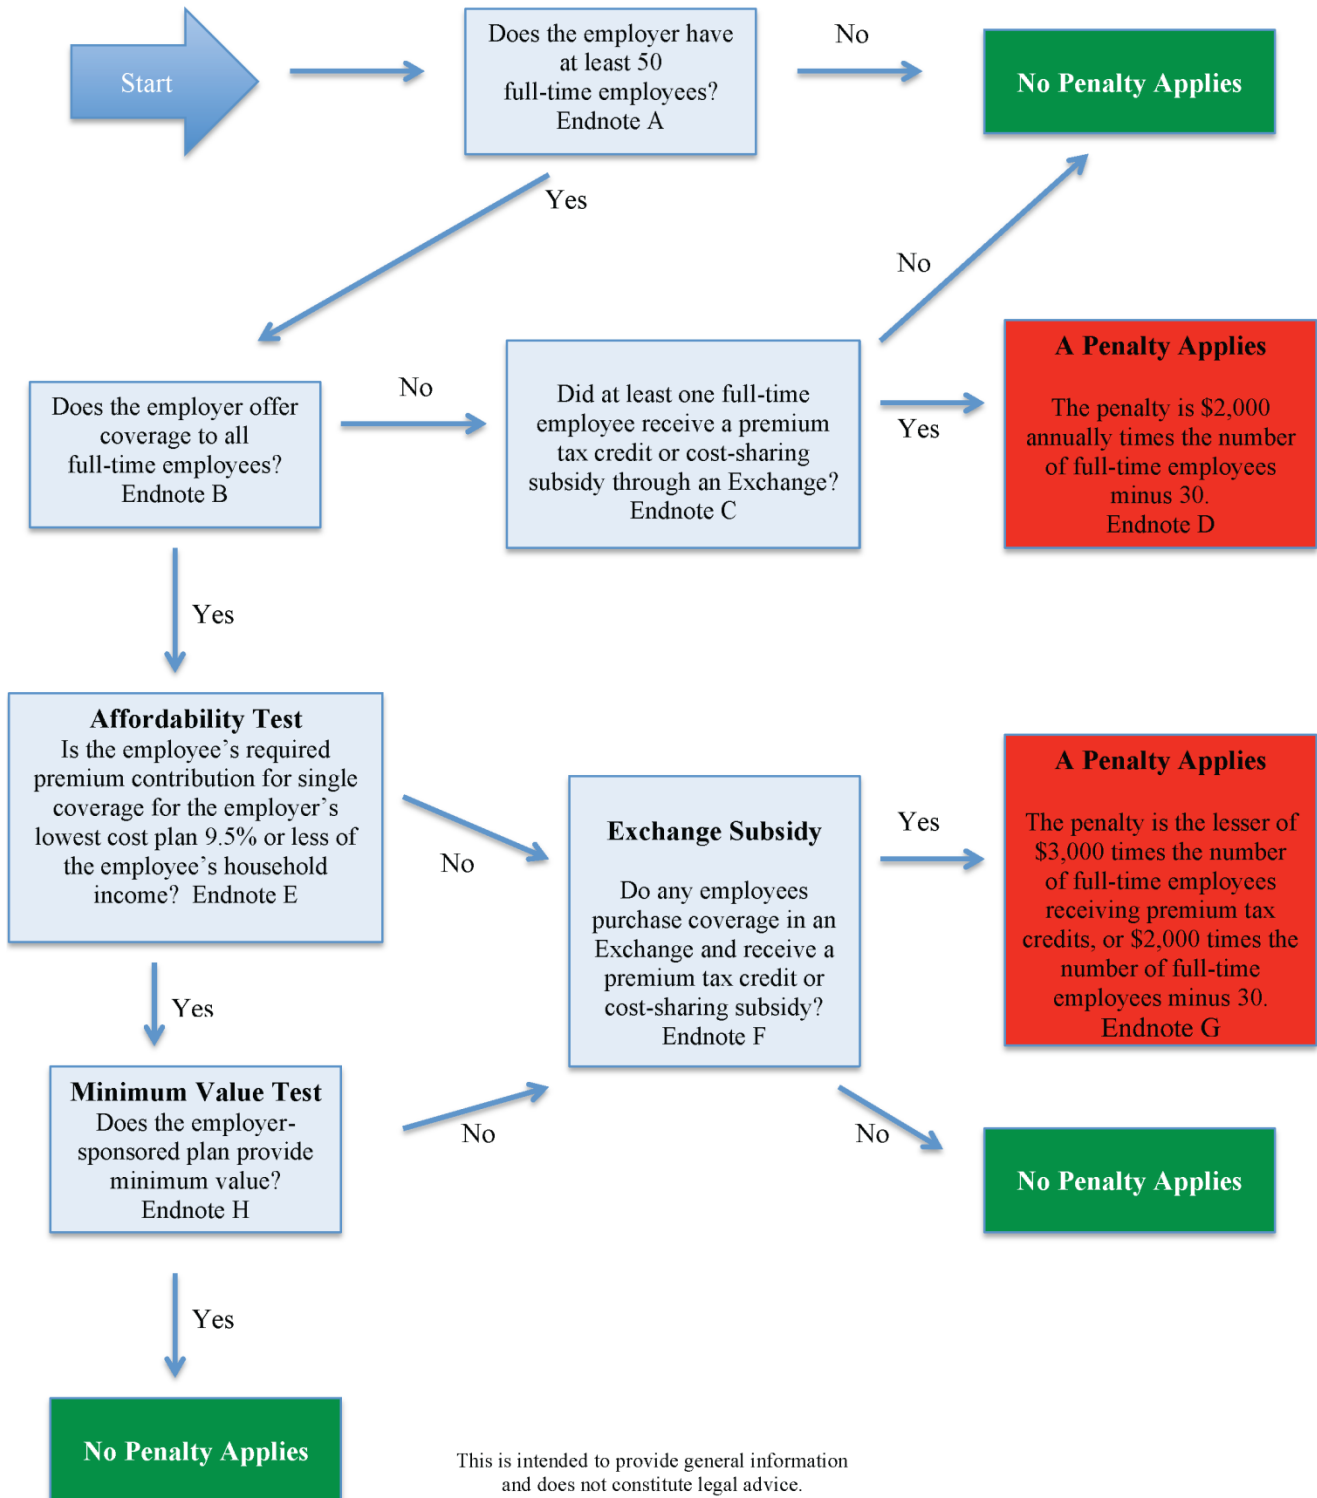 Start
Does the employer have
at least 50
full-time employees?
Endnote A
No
No Penalty Applies
Yes
No
Does the employer offer
coverage to all
full-time employees?
Endnote B
No
Did at least one full-time
employee receive a premium
tax credit or cost-sharing
subsidy through an Exchange?
Endnote C
Yes
A Penalty Applies
The penalty is $2,000
annually times the number
of full-time employees
minus 30.
Endnote D
Yes
Affordability Test
Is the employee’s required
premium contribution for single
coverage for the employer’s
lowest cost plan 9.5% or less of
the employee’s household
income?  Endnote E
No
Exchange Subsidy
Do any employees
purchase coverage in an
Exchange and receive a
premium tax credit or
cost-sharing subsidy?
Endnote F
Yes
A Penalty Applies
The penalty is the lesser of
$3,000 times the number
of full-time employees
receiving premium tax
credits, or $2,000 times the
number of full-time
employees minus 30.
Endnote G
Yes
Minimum Value Test
Does the employer-
sponsored plan provide
minimum value?
Endnote H
No
No
No Penalty Applies
Yes
No Penalty Applies
This is intended to provide general information
and does not constitute legal advice.